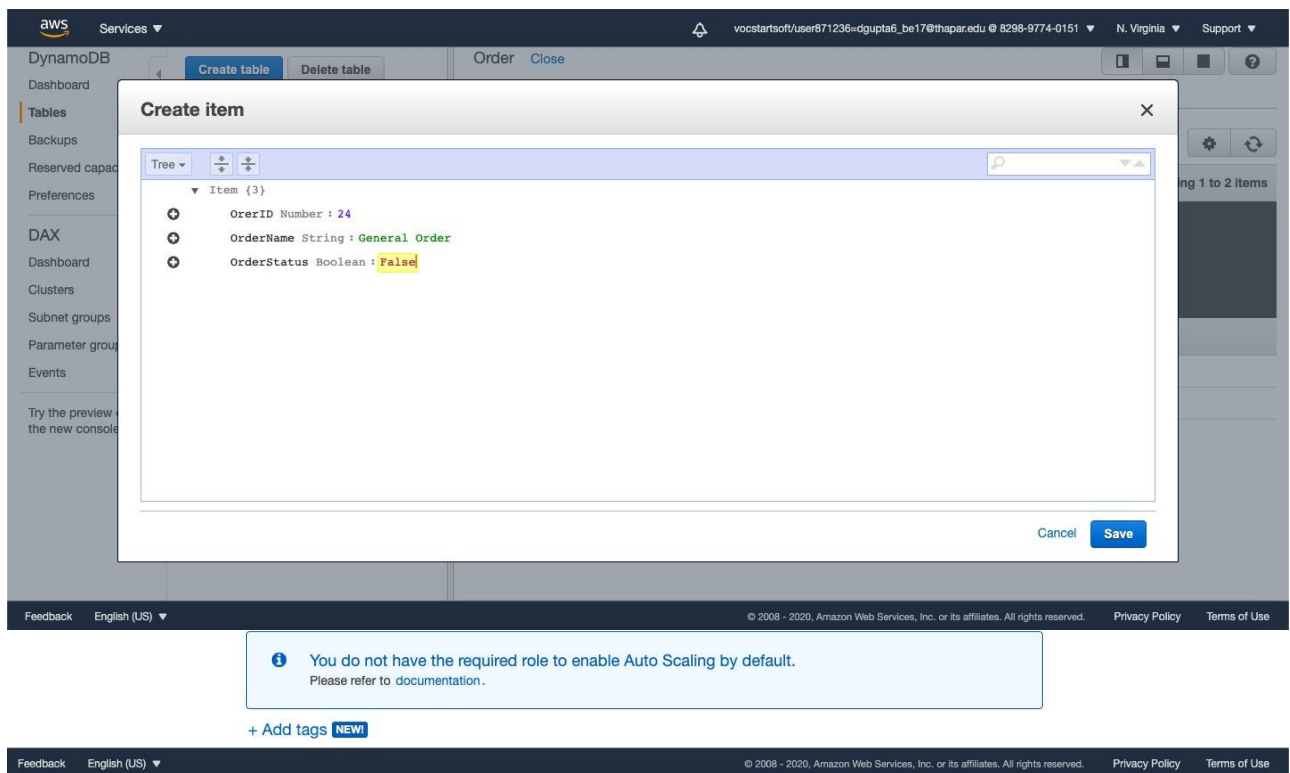 aws Services ▼ vocstartsoft/user871236=dgupta6_be17@thapar.edu @ 8298-9774-0151 ▼ N. Virginia ▼ Support ▼
DynamoDB
Dashboard
Tables
Backups
Reserved capac
Preferences
DAX
Dashboard
Clusters
Subnet groups
Parameter group
Events
Try the preview
the new console
Create table Delete table
Order Close
ing 1 to 2 items
Create item
Tree
Item {3}
OrerID Number : 24
OrderName String : General Order
OrderStatus Boolean : False
Cancel Save
Feedback English (US) ▼ © 2008 - 2020, Amazon Web Services, Inc. or its affiliates. All rights reserved. Privacy Policy Terms of Use
You do not have the required role to enable Auto Scaling by default.
Please refer to documentation.
+ Add tags NEW!
Feedback English (US) ▼ © 2008 - 2020, Amazon Web Services, Inc. or its affiliates. All rights reserved. Privacy Policy Terms of Use